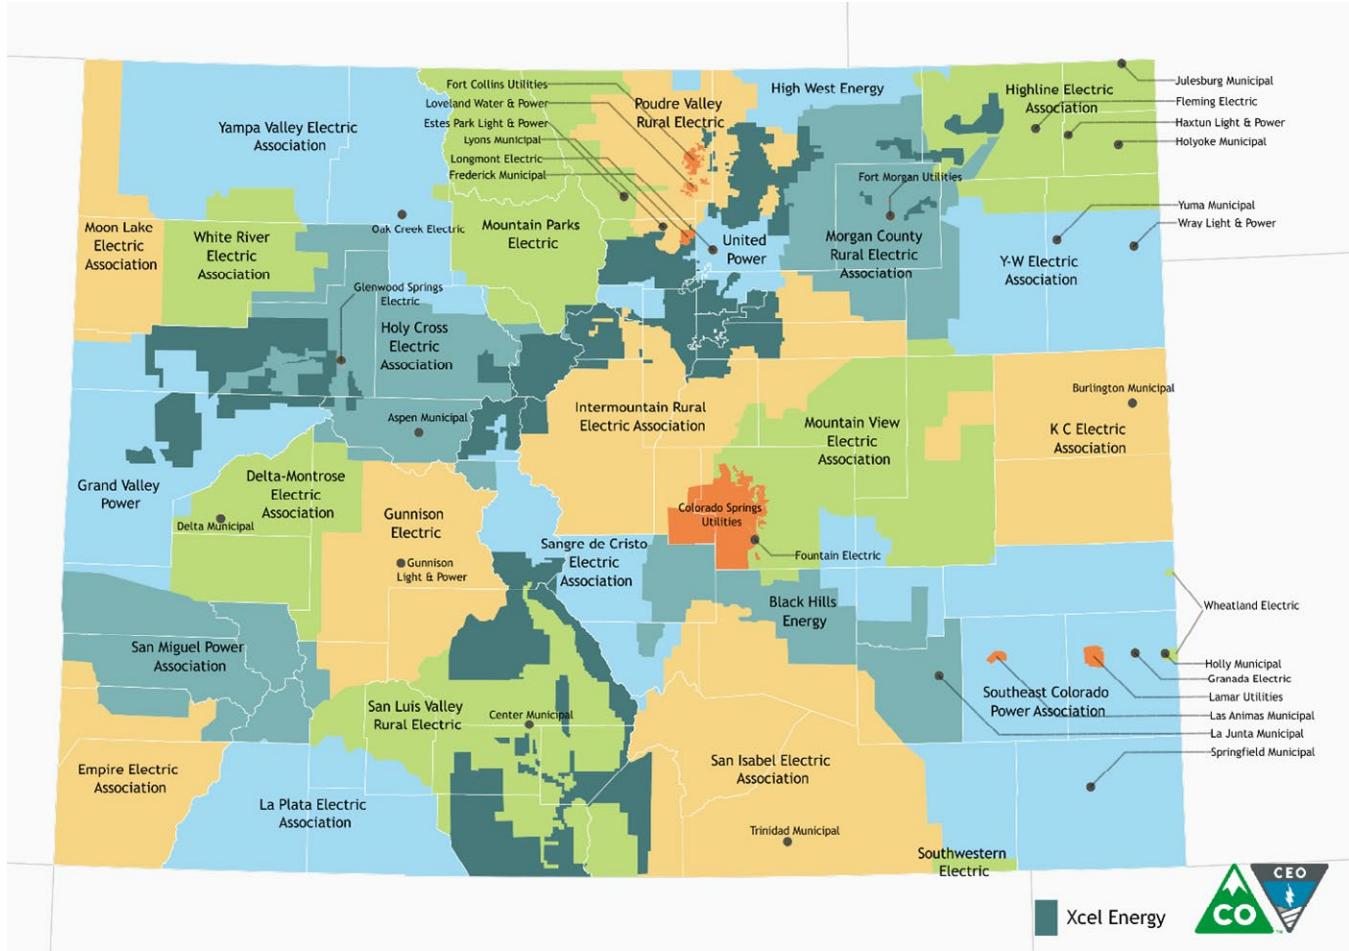 Fort Collins Utilities
Loveland Water & Power
Estes Park Light & Power
Lyons Municipal
Longmont Electric
Frederick Municipal
Poudre Valley
Rural Electric
High West Energy
Highline Electric
Association
Julesburg Municipal
Fleming Electric
Haxtun Light & Power
Holyoke Municipal
Yampa Valley Electric
Association
Oak Creek Electric
Moon Lake
Electric
Association
White River
Electric
Association
Mountain Parks
Electric
United
Power
Fort Morgan Utilities
Morgan County
Rural Electric
Association
Yuma Municipal
Wray Light & Power
Y-W Electric
Association
Glenwood Springs
Electric
Holy Cross
Electric
Association
Aspen Municipal
Intermountain Rural
Electric Association
Mountain View
Electric
Association
Burlington Municipal
K C Electric
Association
Grand Valley
Power
Delta-Montrose
Electric
Association
Delta Municipal
Gunnison
Electric
Gunnison
Light & Power
Colorado Springs
Utilities
Fountain Electric
Sangre de Cristo
Electric
Association
Black Hills
Energy
Wheatland Electric
San Miguel Power
Association
Holly Municipal
Granada Electric
Lamar Utilities
Las Animas Municipal
La Junta Municipal
Springfield Municipal
Southeast Colorado
Power Association
San Luis Valley
Rural Electric
Center Municipal
San Isabel Electric
Association
Empire Electric
Association
La Plata Electric
Association
Trinidad Municipal
Southwestern
Electric
Xcel Energy
CO
CEO